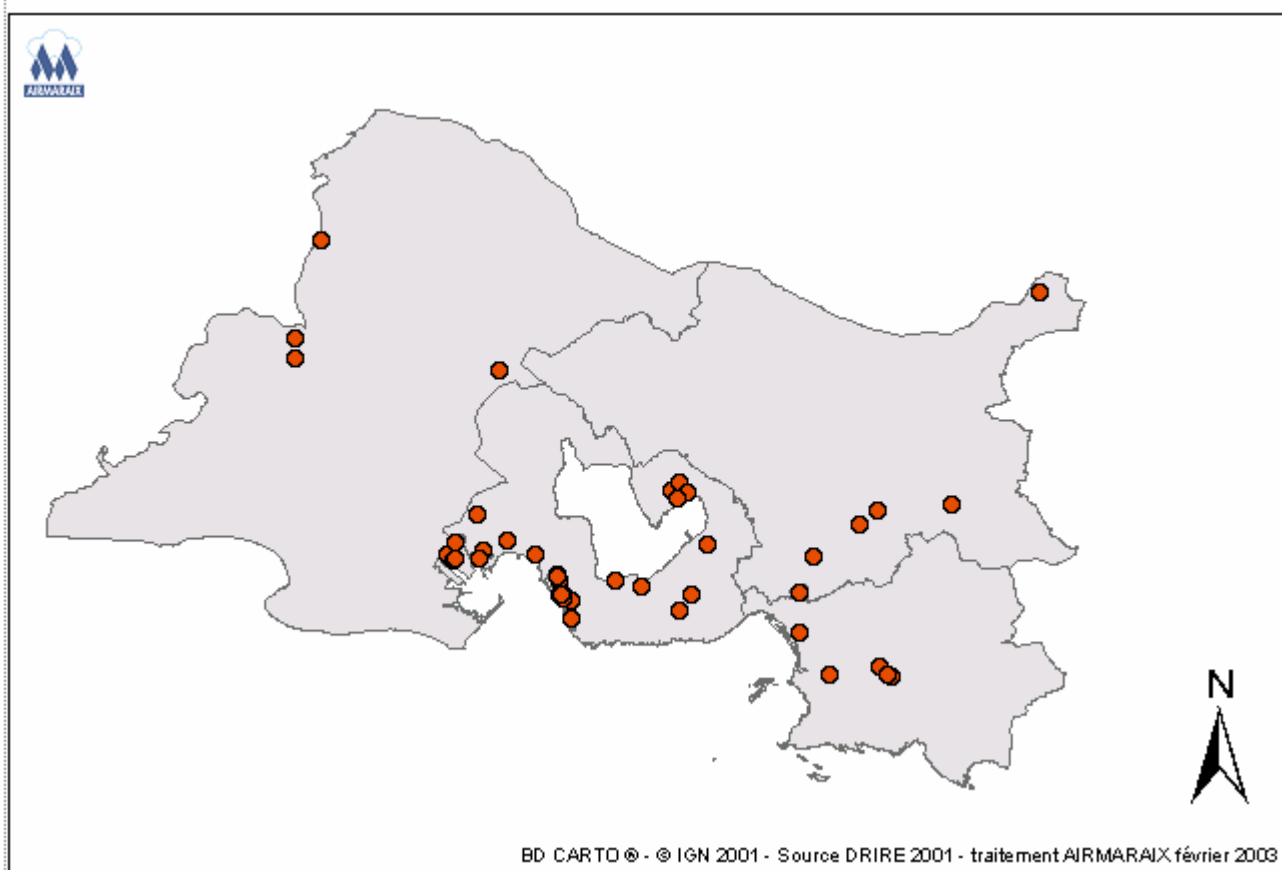 AIRMARAIX
N
BD CARTO ® - © IGN 2001 - Source DRIRE 2001 - traitement AIRMARAIX février 2003